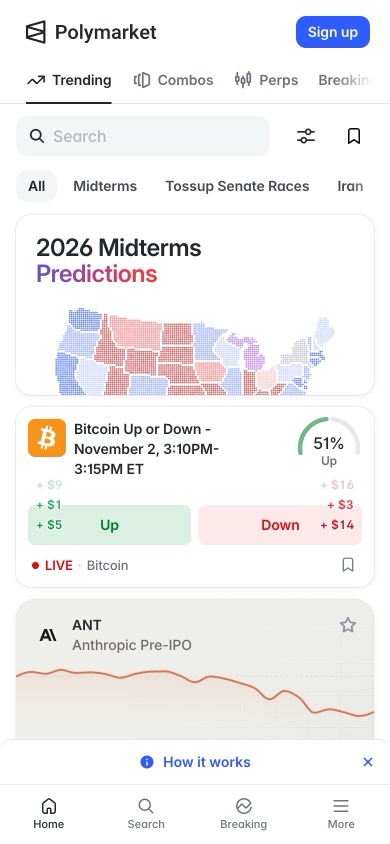 Polymarket
Sign up
Trending
Combos
Perps
Breakin
Search
All
Midterms
Tossup Senate Races
Iran
2026 Midterms
Predictions
Bitcoin Up or Down -
November 2, 3:10PM-
3:15PM ET
51%
Up
+ $9
+ $16
+ $1
+ $3
+ $5
Up
Down
+ $14
LIVE · Bitcoin
ANT
Anthropic Pre-IPO
How it works
Home
Search
Breaking
More